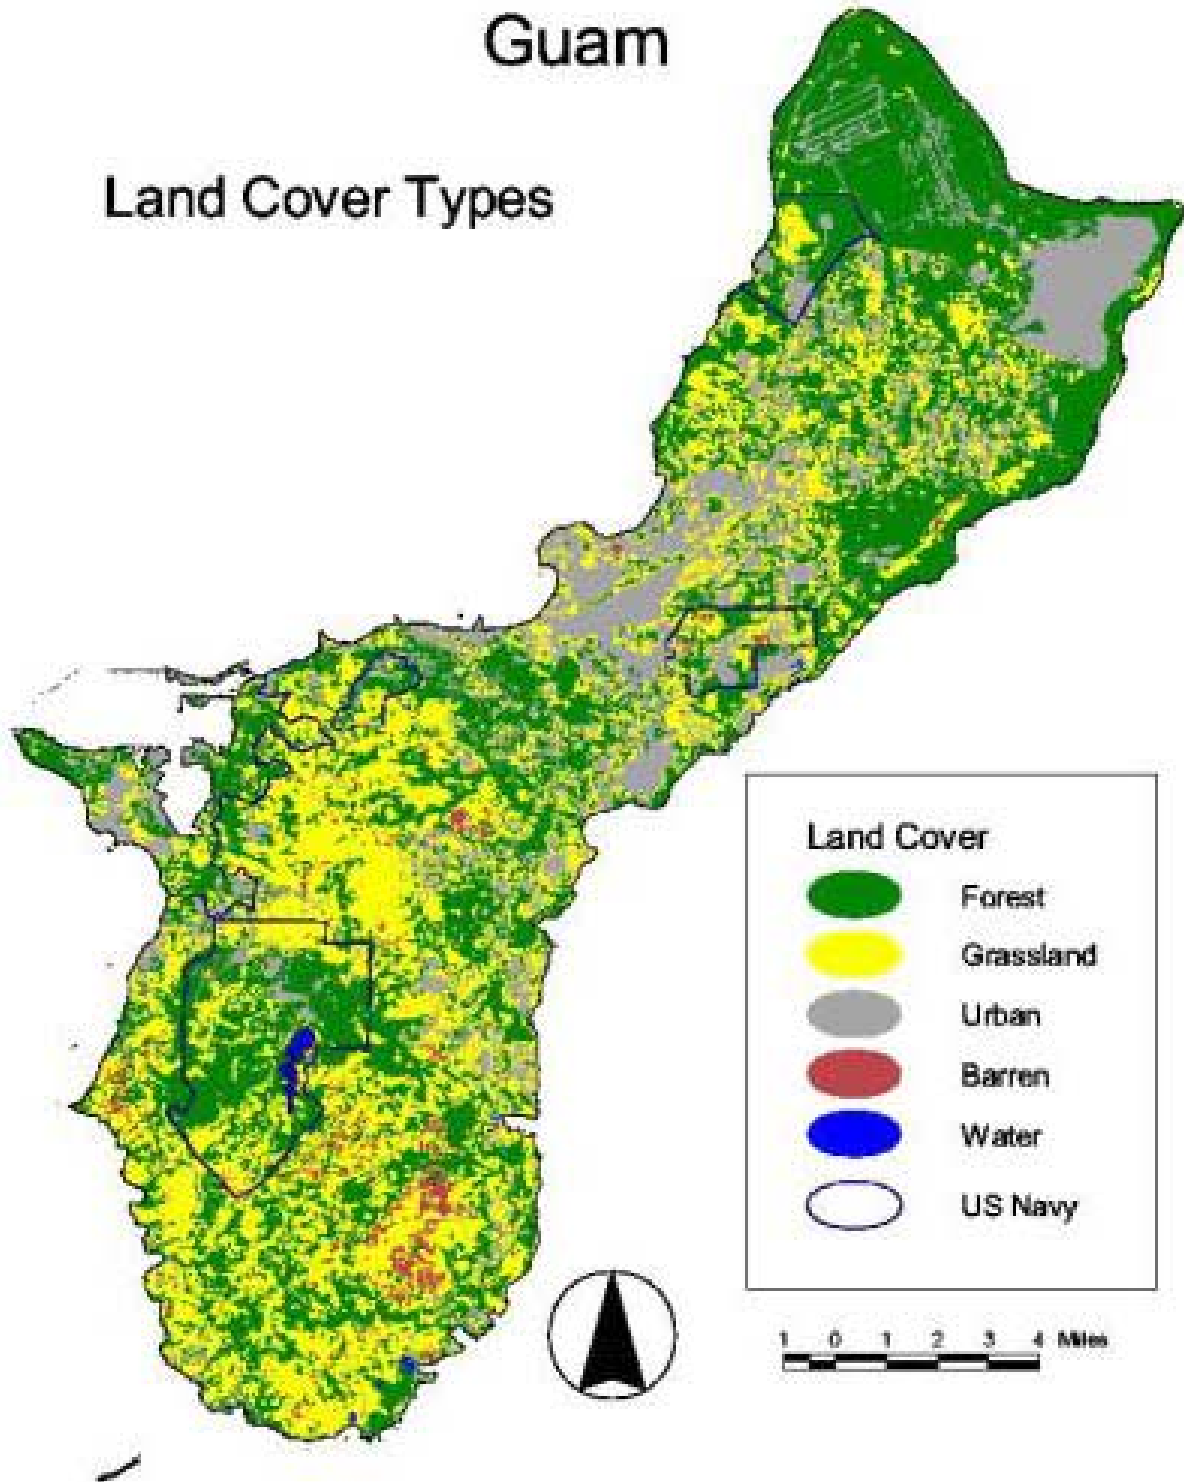 Guam
Land Cover Types
Land Cover
Forest
Grassland
Urban
Barren
Water
US Navy
1 0 1 2 3 4 Miles